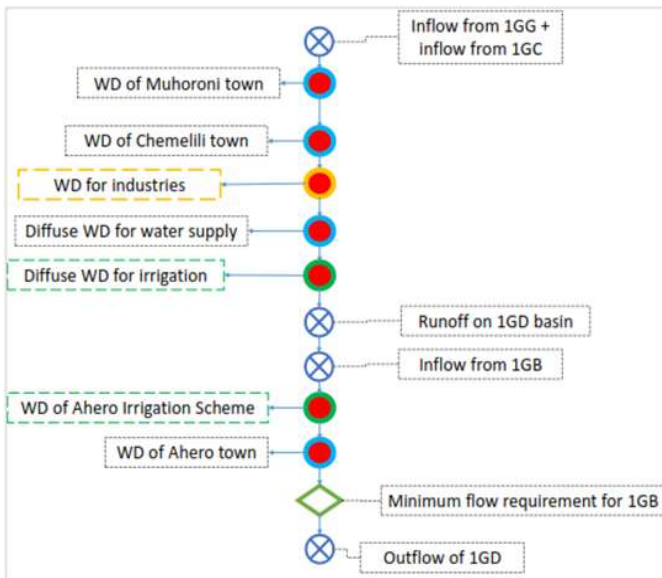 Inflow from 1GG +
inflow from 1GC
WD of Muhoroni town
WD of Chemelili town
WD for industries
Diffuse WD for water supply
Diffuse WD for irrigation
Runoff on 1GD basin
Inflow from 1GB
WD of Ahero Irrigation Scheme
WD of Ahero town
Minimum flow requirement for 1GB
Outflow of 1GD